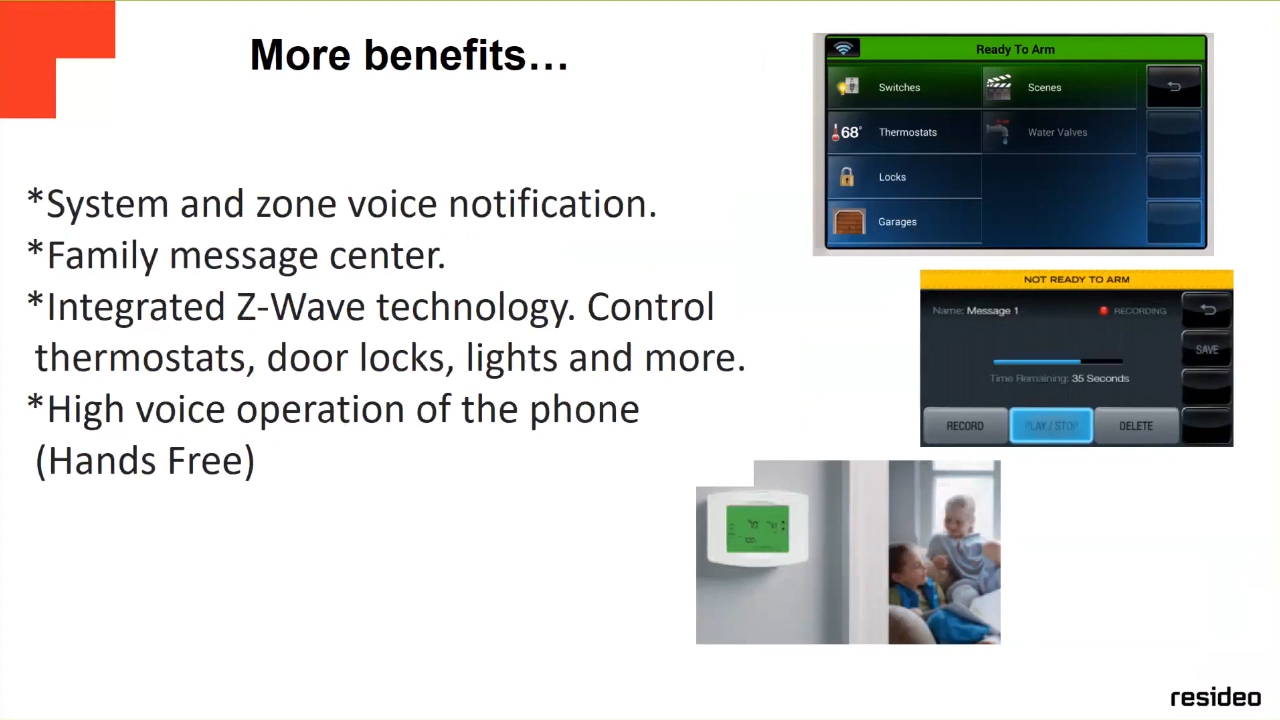 More benefits…
*System and zone voice notification.
*Family message center.
*Integrated Z-Wave technology. Control
thermostats, door locks, lights and more.
*High voice operation of the phone
(Hands Free)
Ready To Arm
Switches
Scenes
68° Thermostats
Water Valves
Locks
Garages
NOT READY TO ARM
Name: Message 1
RECORDING
SAVE
Time Remaining: 35 Seconds
RECORD
PLAY / STOP
DELETE
resideo